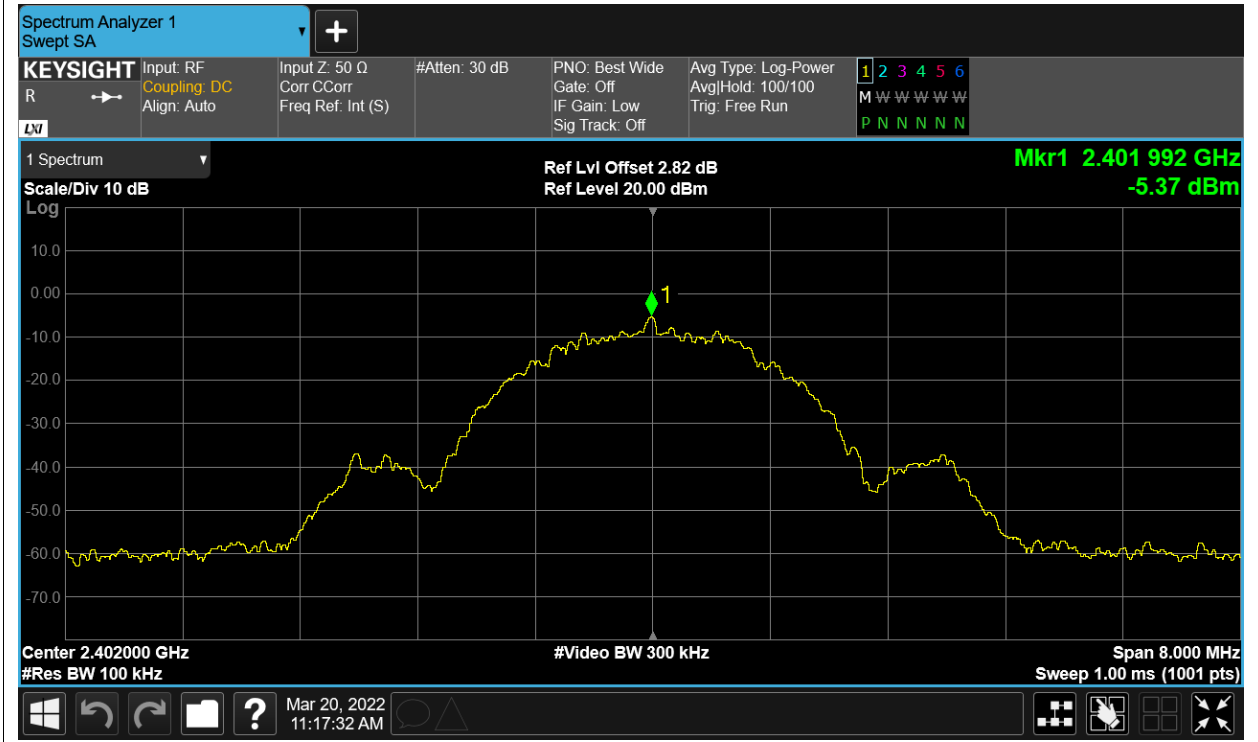 Spectrum Analyzer 1
Swept SA
KEYSIGHT
R
LXI
Input: RF
Coupling: DC
Align: Auto
Input Z: 50 Ω
Corr CCorr
Freq Ref: Int (S)
#Atten: 30 dB
PNO: Best Wide
Gate: Off
IF Gain: Low
Sig Track: Off
Avg Type: Log-Power
Avg|Hold: 100/100
Trig: Free Run
1 2 3 4 5 6
M W W W W W
P N N N N N
1 Spectrum
Scale/Div 10 dB
Log
Ref Lvl Offset 2.82 dB
Ref Level 20.00 dBm
Mkr1 2.401 992 GHz
-5.37 dBm
10.0
0.00
-10.0
-20.0
-30.0
-40.0
-50.0
-60.0
-70.0
1
Center 2.402000 GHz
#Res BW 100 kHz
#Video BW 300 kHz
Span 8.000 MHz
Sweep 1.00 ms (1001 pts)
?
Mar 20, 2022
11:17:32 AM